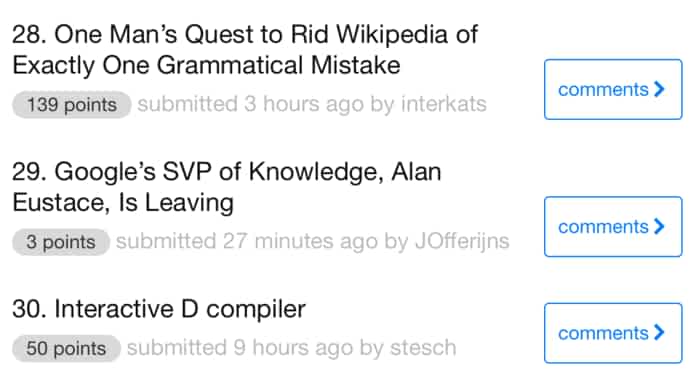 28. One Man’s Quest to Rid Wikipedia of
Exactly One Grammatical Mistake
139 points submitted 3 hours ago by interkats
comments
29. Google’s SVP of Knowledge, Alan
Eustace, Is Leaving
3 points submitted 27 minutes ago by JOfferijns
comments
30. Interactive D compiler
50 points submitted 9 hours ago by stesch
comments